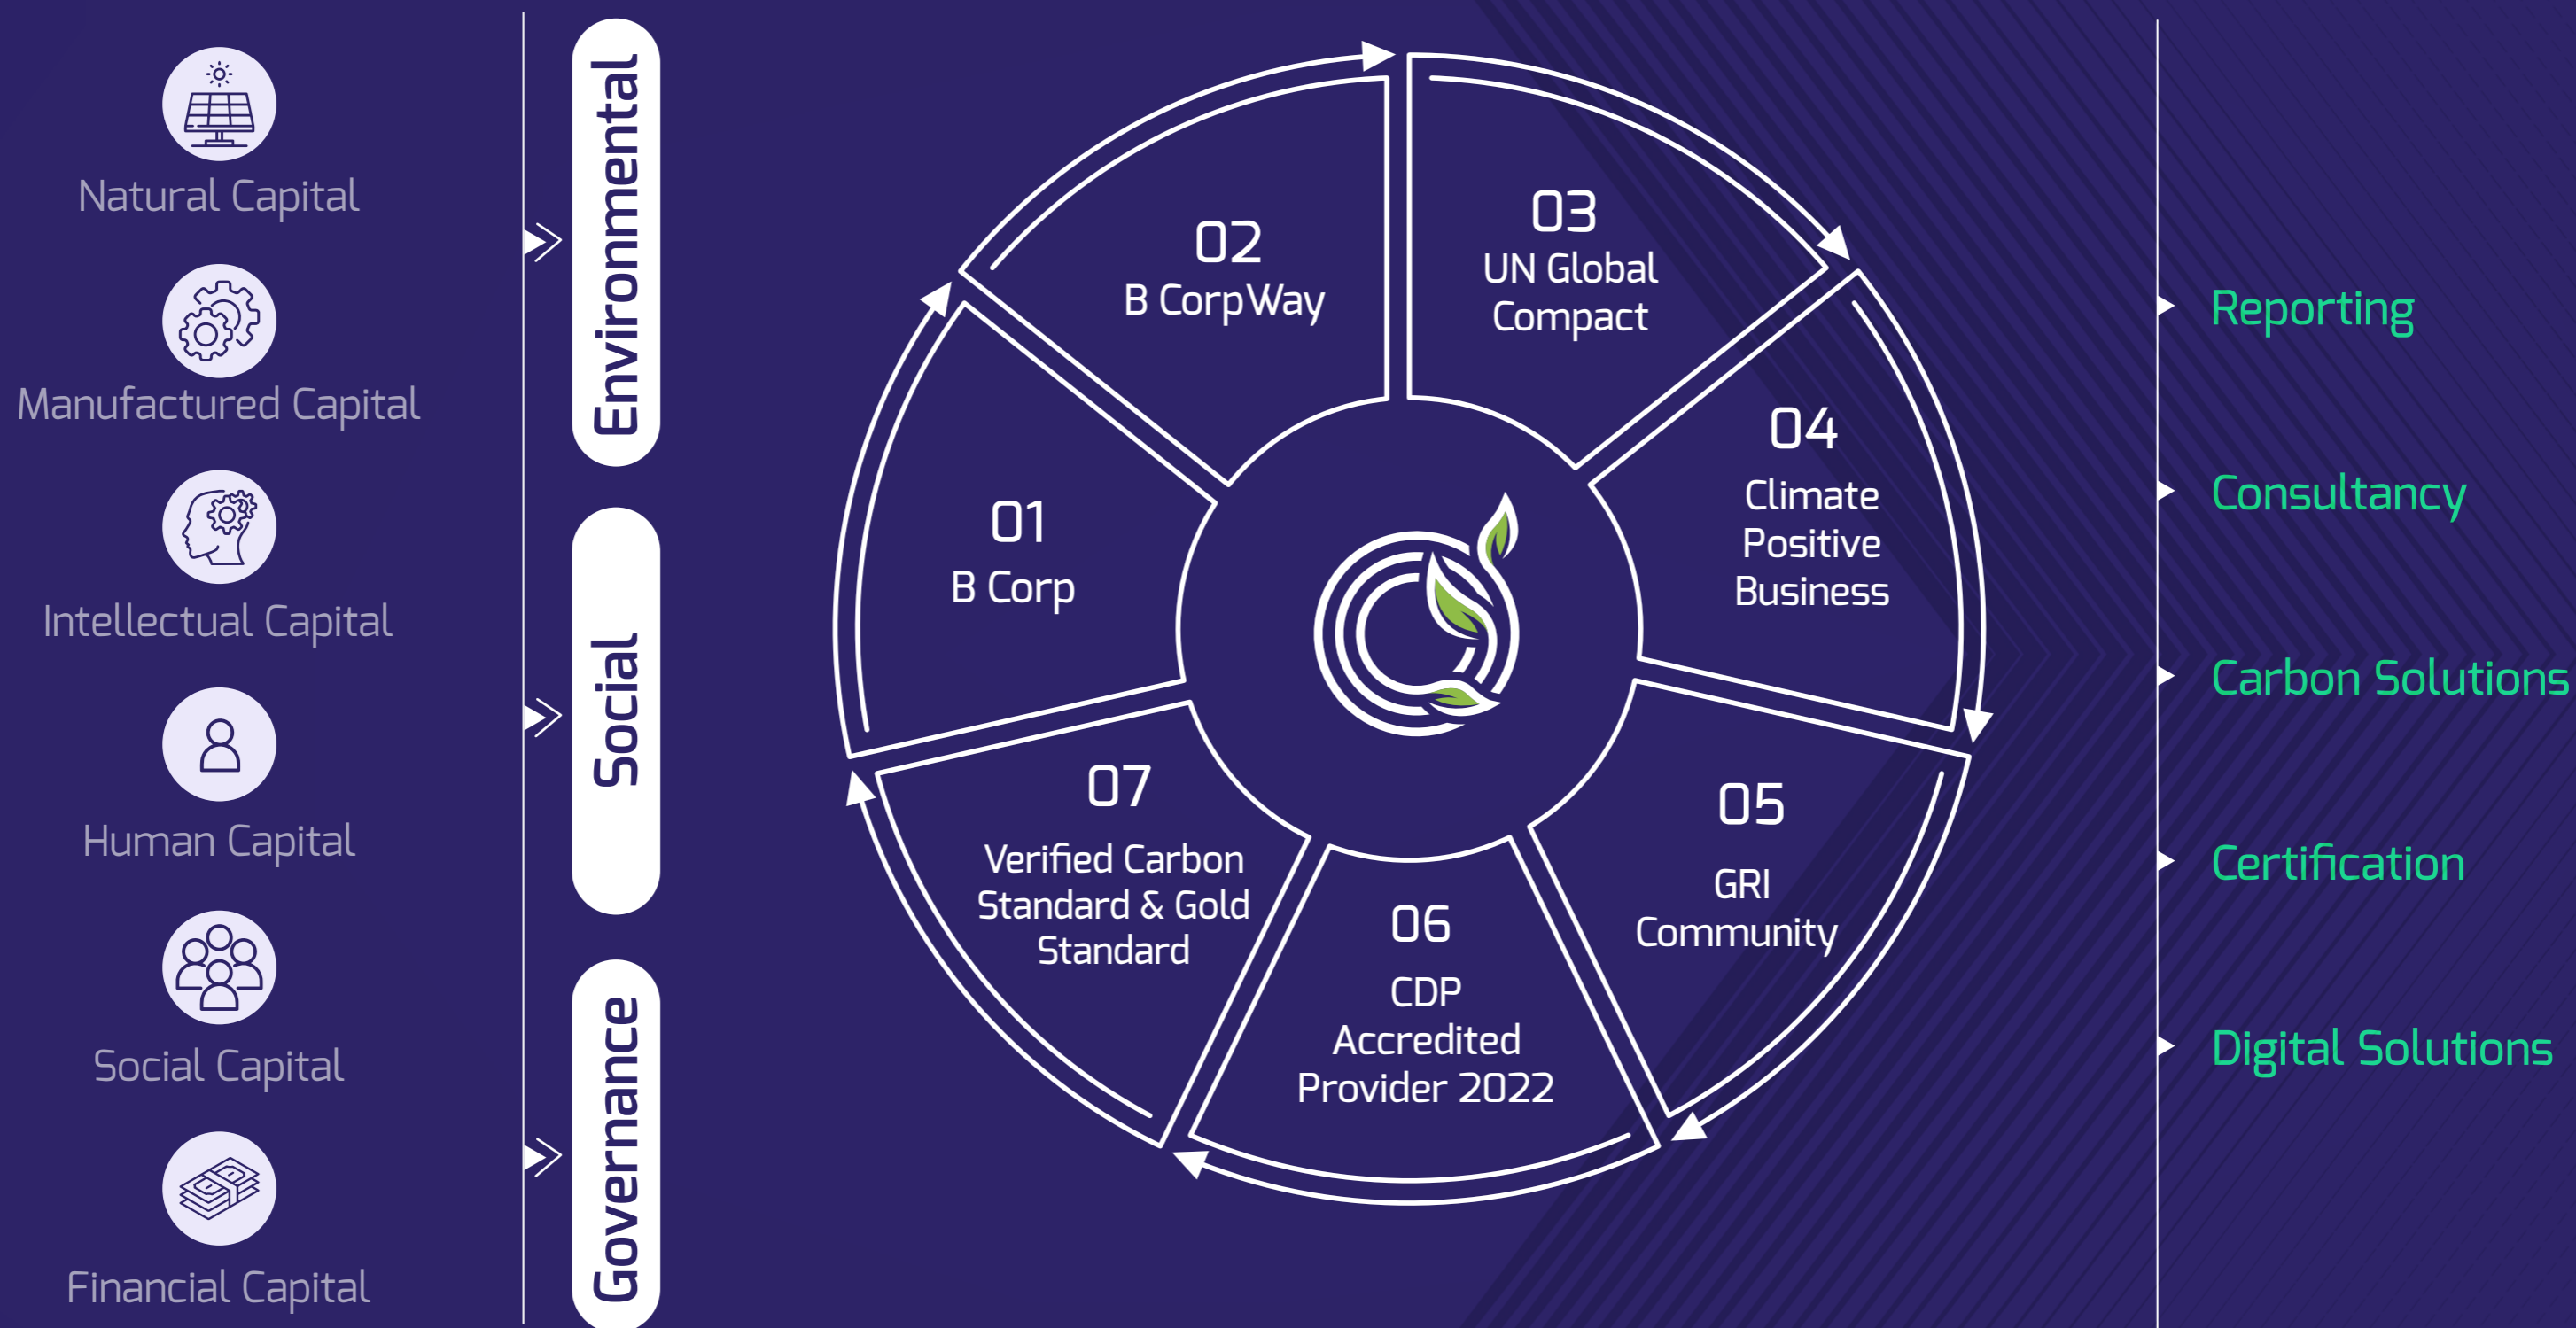 Natural Capital
Manufactured Capital
Intellectual Capital
Human Capital
Social Capital
Financial Capital
Environmental
Social
Governance
01
B Corp
02
B CorpWay
03
UN Global
Compact
04
Climate
Positive
Business
05
GRI
Community
06
CDP
Accredited
Provider 2022
07
Verified Carbon
Standard & Gold
Standard
Reporting
Consultancy
Carbon Solutions
Certification
Digital Solutions